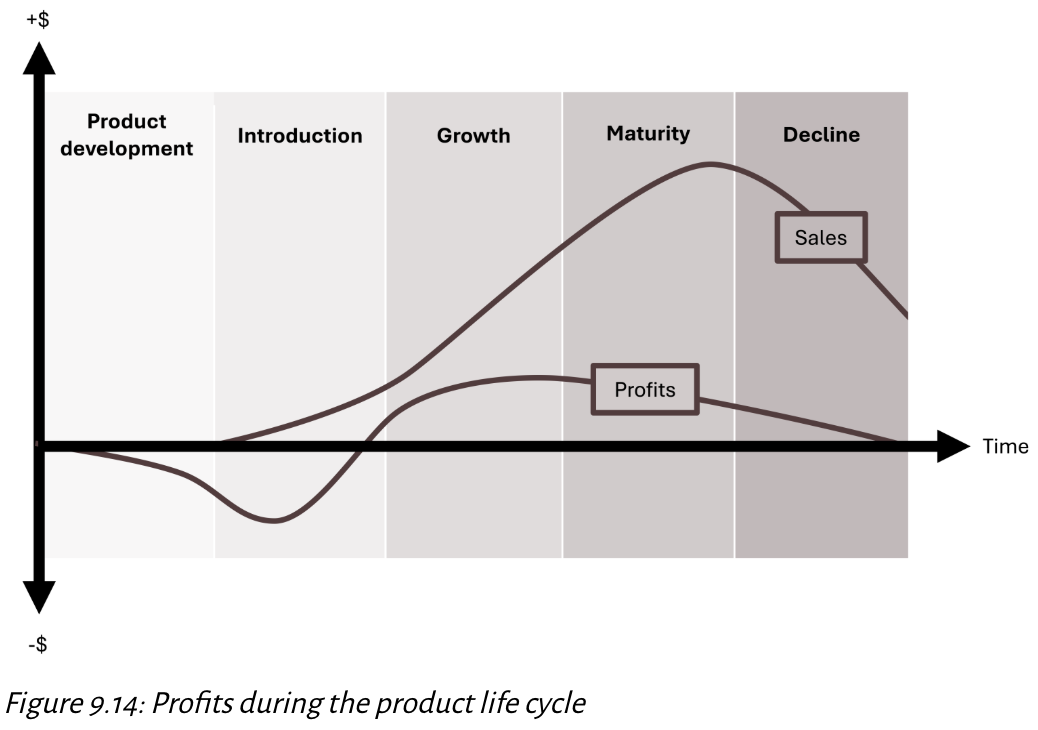 +$
Product
development
Introduction
Growth
Maturity
Decline
Sales
Profits
Time
-$
Figure 9.14: Profits during the product life cycle